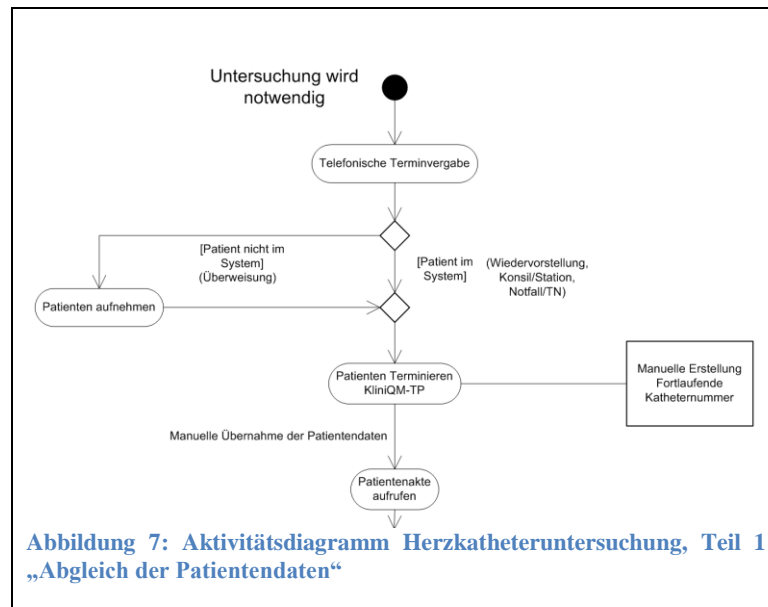 Untersuchung wird
notwendig
Telefonische Terminvergabe
[Patient nicht im
System]
(Überweisung)
[Patient im
System]
(Wiedervorstellung,
Konsil/Station,
Notfall/TN)
Patienten aufnehmen
Patienten Terminieren
KliniQM-TP
Manuelle Erstellung
Fortlaufende
Katheternummer
Manuelle Übernahme der Patientendaten
Patientenakte
aufrufen
Abbildung 7: Aktivitätsdiagramm Herzkatheteruntersuchung, Teil 1
„Abgleich der Patientendaten“